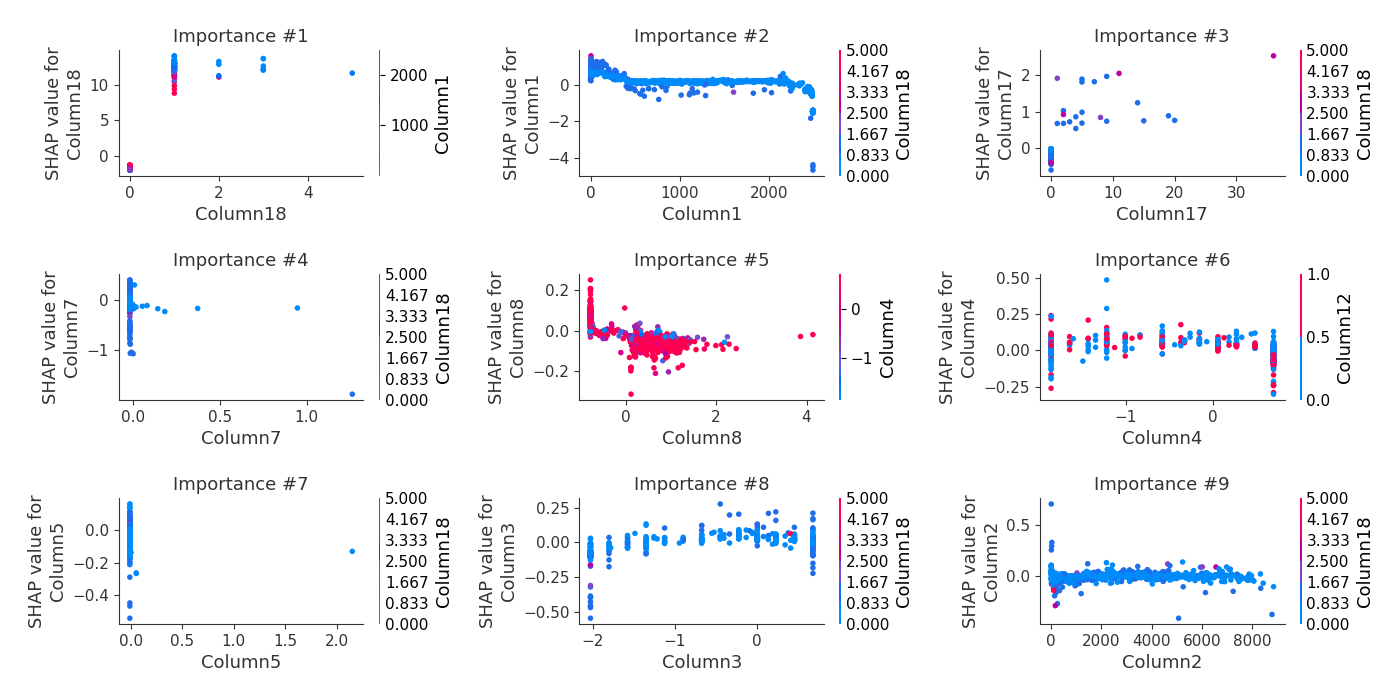 Importance #1
SHAP value for
Column18
10
5
0
0
2
4
Column18
2000
1000
Column1
Importance #2
SHAP value for
Column1
0
−2
−4
0
1000
2000
Column1
5.000
4.167
3.333
2.500
1.667
0.833
0.000
Column18
Importance #3
SHAP value for
Column17
2
1
0
0
10
20
30
Column17
5.000
4.167
3.333
2.500
1.667
0.833
0.000
Column18
Importance #4
SHAP value for
Column7
0
−1
0.0
0.5
1.0
Column7
5.000
4.167
3.333
2.500
1.667
0.833
0.000
Column18
Importance #5
SHAP value for
Column8
0.2
0.0
−0.2
0
2
4
Column8
0
−1
Column4
Importance #6
SHAP value for
Column4
0.50
0.25
0.00
−0.25
−1
0
Column4
1.0
0.5
0.0
Column12
Importance #7
SHAP value for
Column5
0.0
−0.2
−0.4
0.0
0.5
1.0
1.5
2.0
Column5
5.000
4.167
3.333
2.500
1.667
0.833
0.000
Column18
Importance #8
SHAP value for
Column3
0.25
0.00
−0.25
−0.50
−2
−1
0
Column3
5.000
4.167
3.333
2.500
1.667
0.833
0.000
Column18
Importance #9
SHAP value for
Column2
0.5
0.0
0
2000
4000
6000
8000
Column2
5.000
4.167
3.333
2.500
1.667
0.833
0.000
Column18